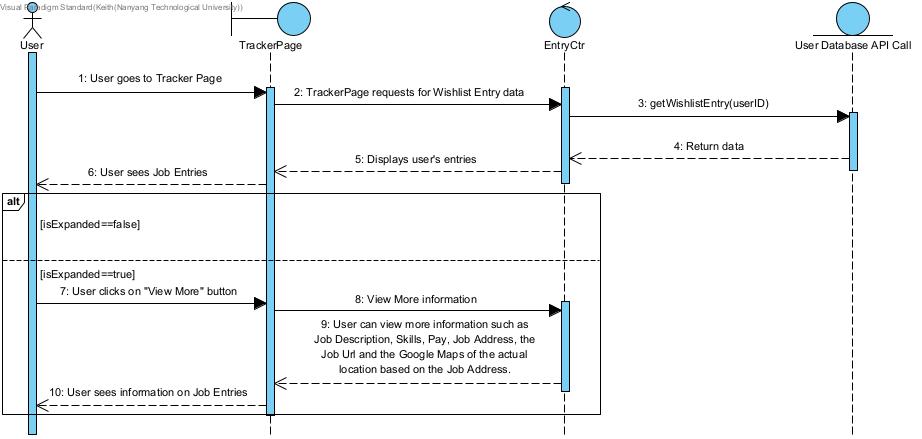 Visual Paradigm Standard(Keith(Nanyang Technological University))
User
TrackerPage
EntryCtr
User Database API Call
1: User goes to Tracker Page
2: TrackerPage requests for Wishlist Entry data
3: getWishlistEntry(userID)
4: Return data
5: Displays user's entries
6: User sees Job Entries
alt
[isExpanded==false]
[isExpanded==true]
7: User clicks on "View More" button
8: View More information
9: User can view more information such as
Job Description, Skills, Pay, Job Address, the
Job Url and the Google Maps of the actual
location based on the Job Address.
10: User sees information on Job Entries